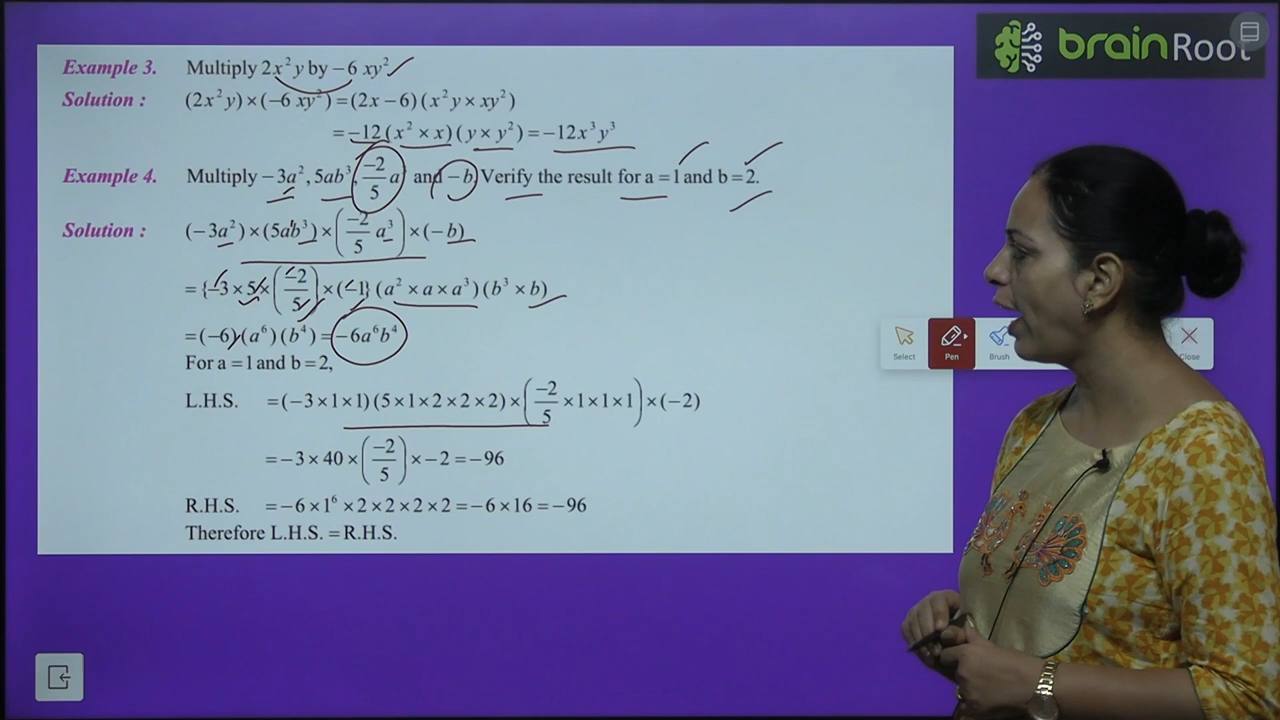 brainRoot
Example 3. Multiply 2x²y by −6 xy²
Solution : (2x²y)×(−6 xy²)=(2x−6)(x²y×xy²)
=−12(x²×x)(y×y²)=−12x³y³
Example 4. Multiply −3a², 5ab³, −2/5 a³ and −b. Verify the result for a =1 and b=2.
Solution : (−3a²)×(5ab³)×(−2/5 a³)×(−b)
={−3×5×(−2/5)×(−1)}(a²×a×a³)(b³×b)
=(−6)(a⁶)(b⁴)=−6a⁶b⁴
For a =1 and b=2,
L.H.S. =(−3×1×1)(5×1×2×2×2)×(−2/5×1×1×1)×(−2)
=−3×40×(−2/5)×−2=−96
R.H.S. =−6×1⁶×2×2×2×2=−6×16=−96
Therefore L.H.S. = R.H.S.
Select Pen Brush Close